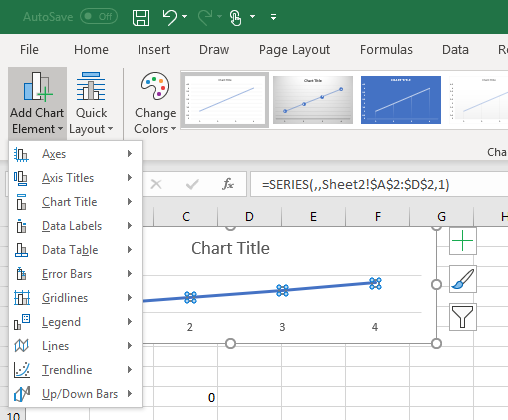 AutoSave Off
File Home Insert Draw Page Layout Formulas Data Re
Add Chart Element
Quick Layout
Change Colors
Chart Title
Chart Title
CHART TITLE
Chart Title
Cha
fx =SERIES(,,Sheet2!$A$2:$D$2,1)
Axes
Axis Titles
Chart Title
Data Labels
Data Table
Error Bars
Gridlines
Legend
Lines
Trendline
Up/Down Bars
C D E F G H
Chart Title
2 3 4
0
10